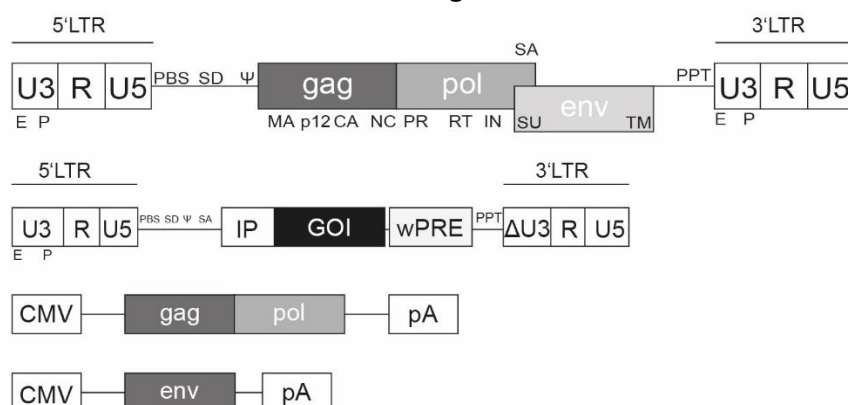 5‘LTR 3‘LTR
SA
U3 R U5 PBS SD Ψ gag pol PPT U3 R U5
E P MA p12 CA NC PR RT IN SU env TM E P
5‘LTR 3‘LTR
U3 R U5 PBS SD Ψ SA IP GOI wPRE PPT ΔU3 R U5
E P
CMV gag pol pA
CMV env pA